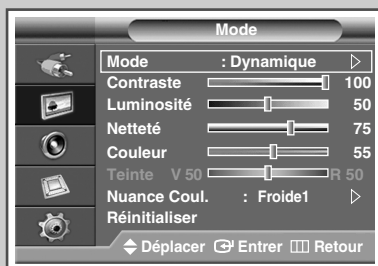 Mode
Mode : Dynamique
Contraste 100
Luminosité 50
Netteté 75
Couleur 55
Teinte V 50 R 50
Nuance Coul. : Froide1
Réinitialiser
Déplacer Entrer Retour